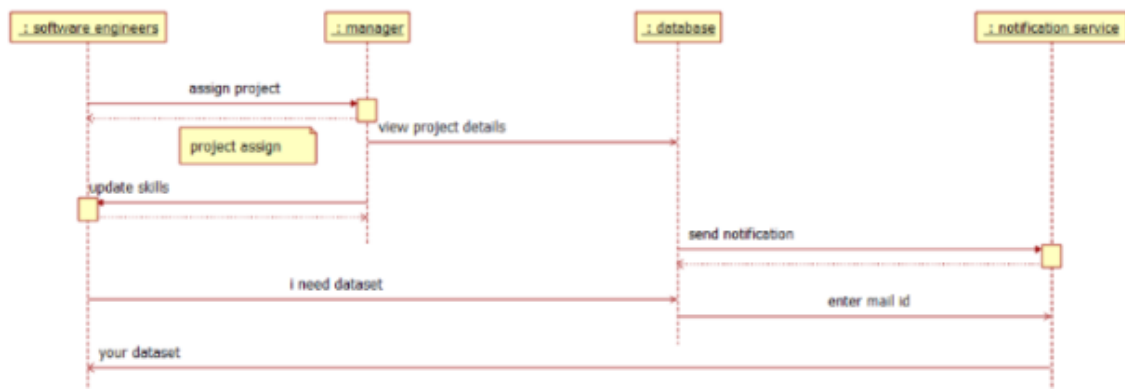 : software engineers
: manager
: database
: notification service
assign project
view project details
project assign
update skills
send notification
i need dataset
enter mail id
your dataset